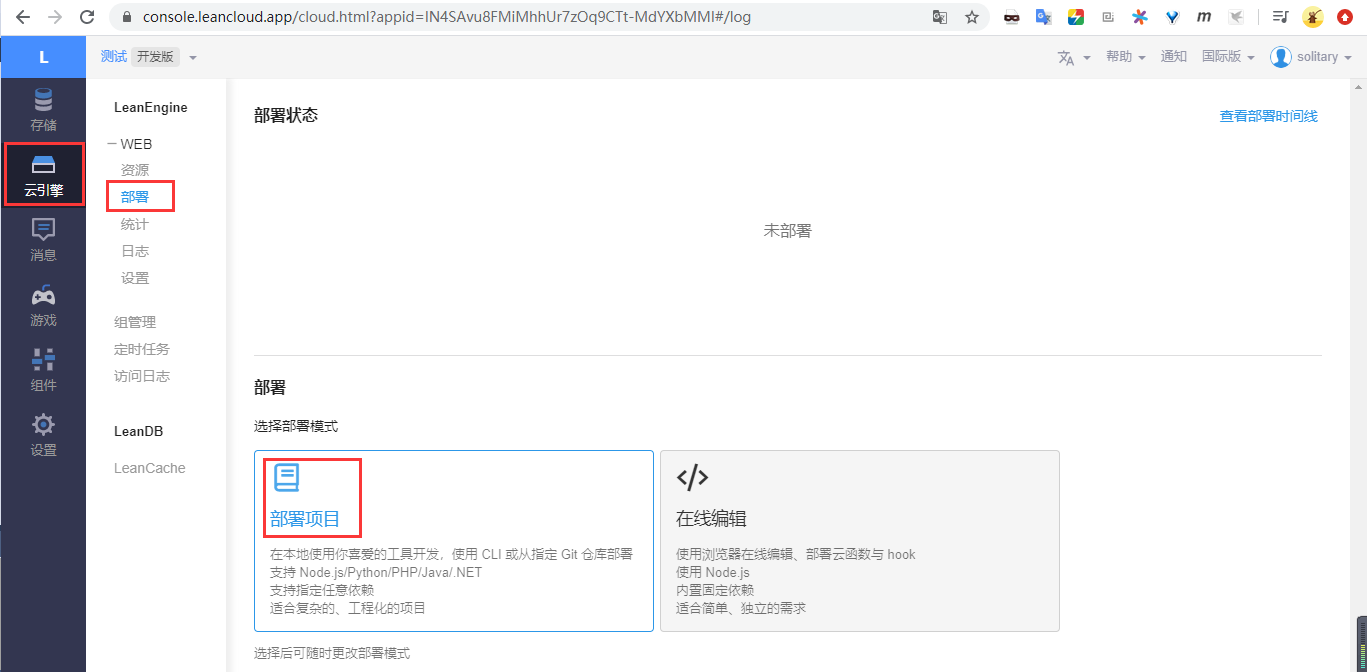 console.leancloud.app/cloud.html?appid=IN4SAvu8FMiMhhUr7zOq9CTt-MdYXbMMI#/log
L
测试 开发版
帮助 通知 国际版 solitary
存储
云引擎
消息
游戏
组件
设置
LeanEngine
WEB
资源
部署
统计
日志
设置
组管理
定时任务
访问日志
LeanDB
LeanCache
部署状态
查看部署时间线
未部署
部署
选择部署模式
部署项目
在本地使用你喜爱的工具开发，使用 CLI 或从指定 Git 仓库部署
支持 Node.js/Python/PHP/Java/.NET
支持指定任意依赖
适合复杂的、工程化的项目
在线编辑
使用浏览器在线编辑、部署云函数与 hook
使用 Node.js
内置固定依赖
适合简单、独立的需求
选择后可随时更改部署模式